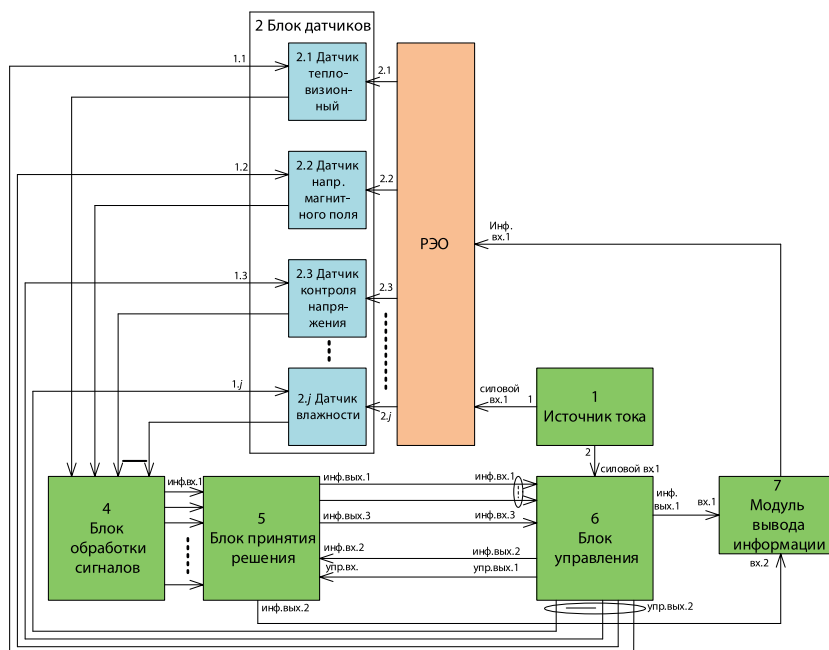 2 Блок датчиков
1.1
2.1 Датчик
тепло-
визион-
ный
2.1
1.2
2.2 Датчик
напр.
магнит-
ного поля
2.2
РЭО
Инф.
вх.1
1.3
2.3 Датчик
контроля
напря-
жения
2.3
1.j
2.j Датчик
влажности
2.j
силовой
вх.1
1
1
Источник тока
2
силовой вх.1
4
Блок
обработки
сигналов
инф.вх.1
5
Блок принятия
решения
инф.вых.1
инф.вх.1
инф.вых.3
инф.вх.3
инф.вх.2
инф.вых.2
упр.вх.
упр.вых.1
6
Блок
управления
инф.
вых.1
вх.1
7
Модуль
вывода
информации
вх.2
инф.вых.2
упр.вых.2